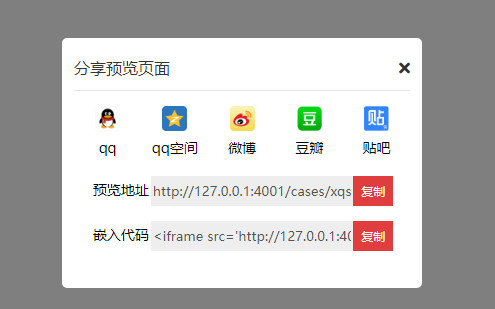 分享预览页面
豆 贴
qq qq空间 微博 豆瓣 贴吧
预览地址 http://127.0.0.1:4001/cases/xqs 复制
嵌入代码 <iframe src='http://127.0.0.1:40 复制